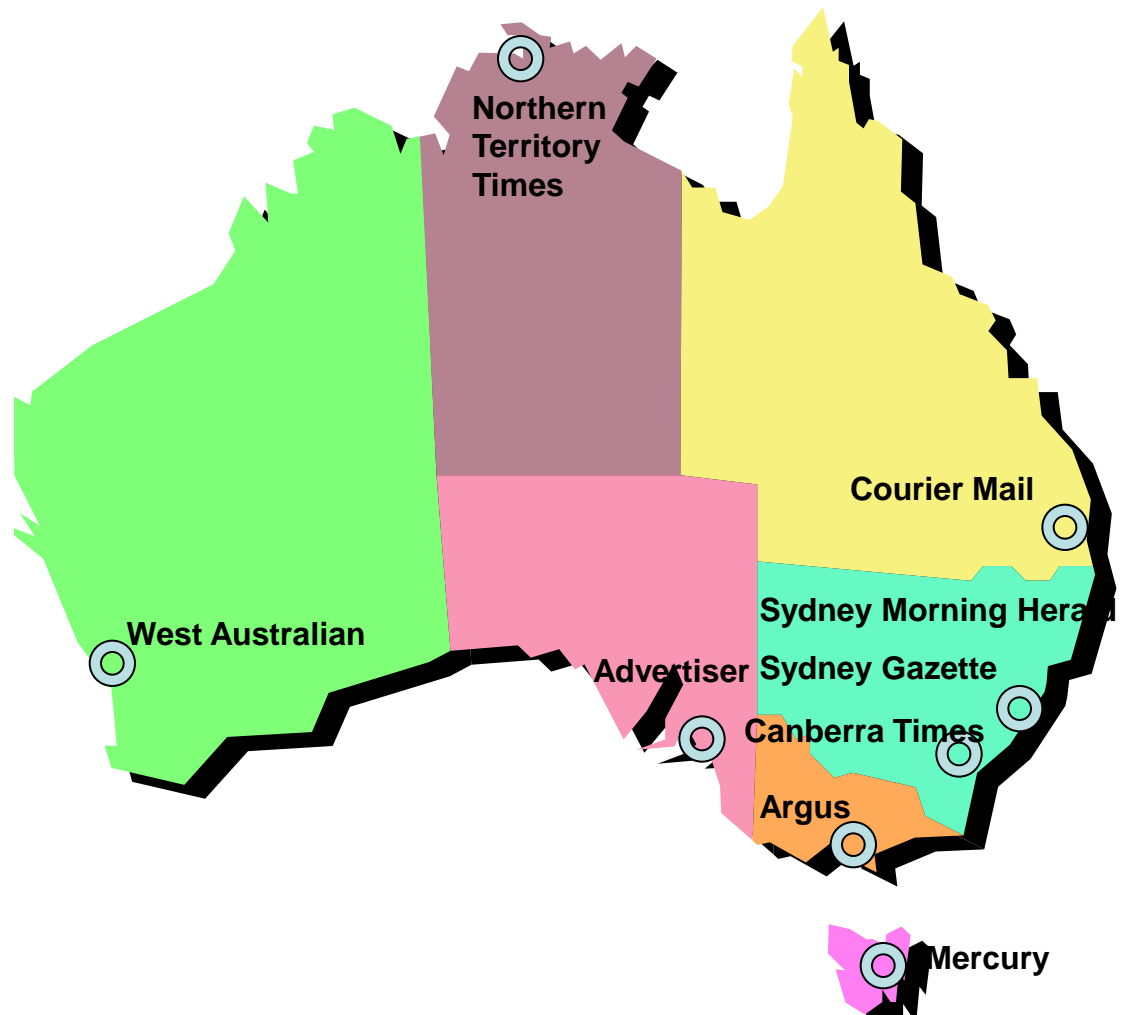 Northern
Territory
Times
Courier Mail
Sydney Morning Herald
West Australian
Advertiser
Sydney Gazette
Canberra Times
Argus
Mercury